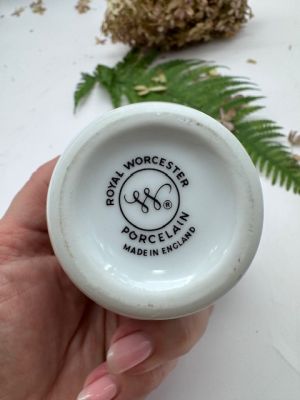 ROYAL WORCESTER
W ®
PORCELAIN
MADE IN ENGLAND